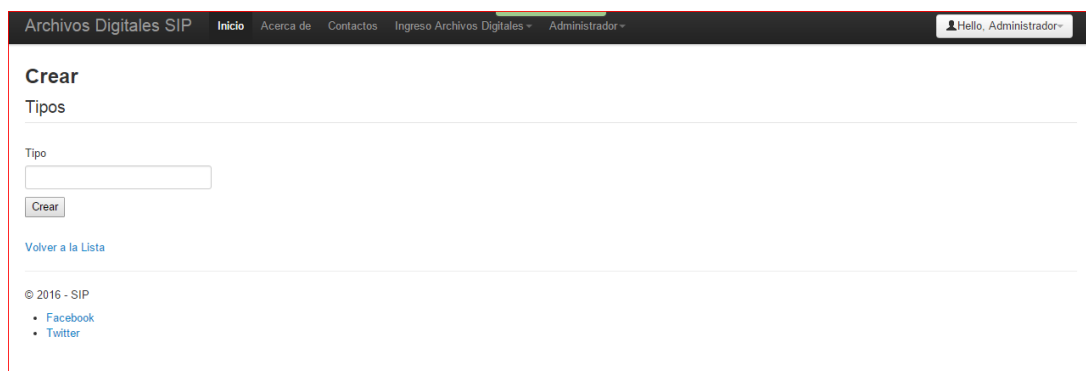 Archivos Digitales SIP Inicio Acerca de Contactos Ingreso Archivos Digitales Administrador Hello, Administrador
Crear
Tipos
Tipo
Crear
Volver a la Lista
© 2016 - SIP
Facebook
Twitter